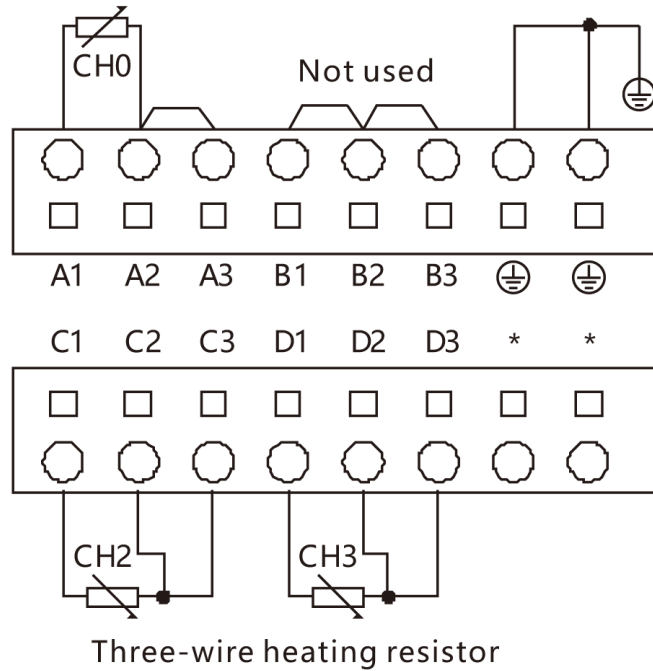 CH0
Not used
A1 A2 A3 B1 B2 B3
C1 C2 C3 D1 D2 D3 * *
CH2 CH3
Three-wire heating resistor